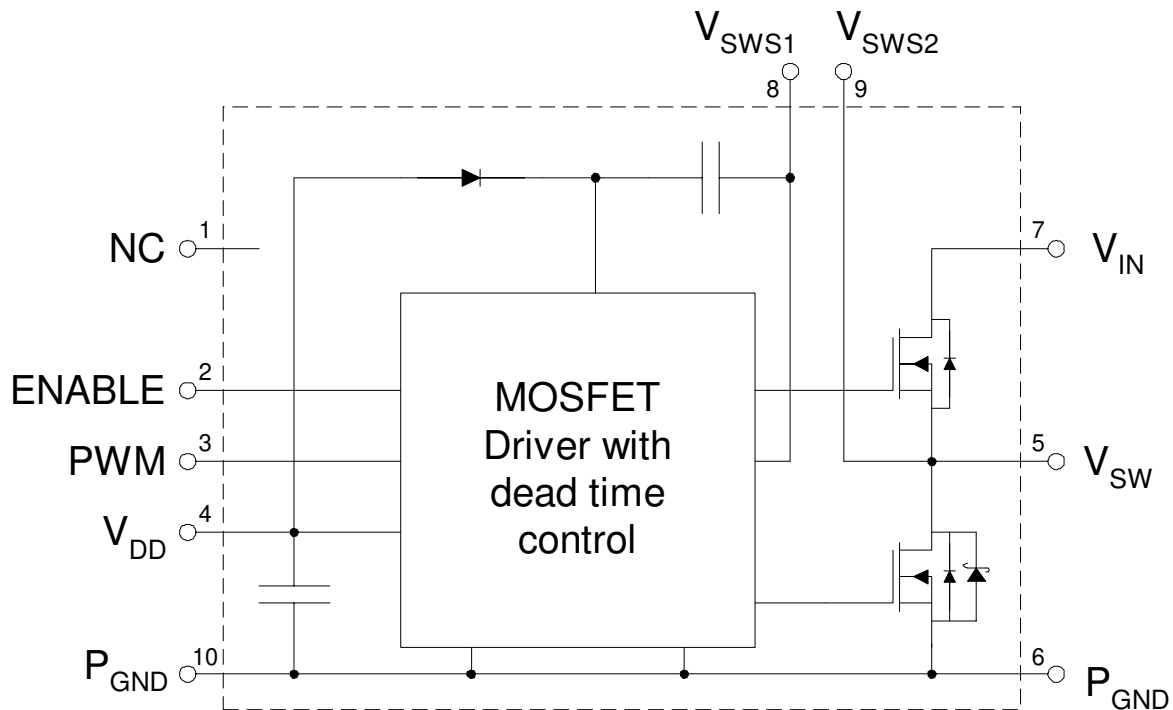 V_SWS1 V_SWS2
8 9
NC 1
7 V_IN
ENABLE 2
PWM 3
V_DD 4
MOSFET
Driver with
dead time
control
5 V_SW
P_GND 10
6 P_GND